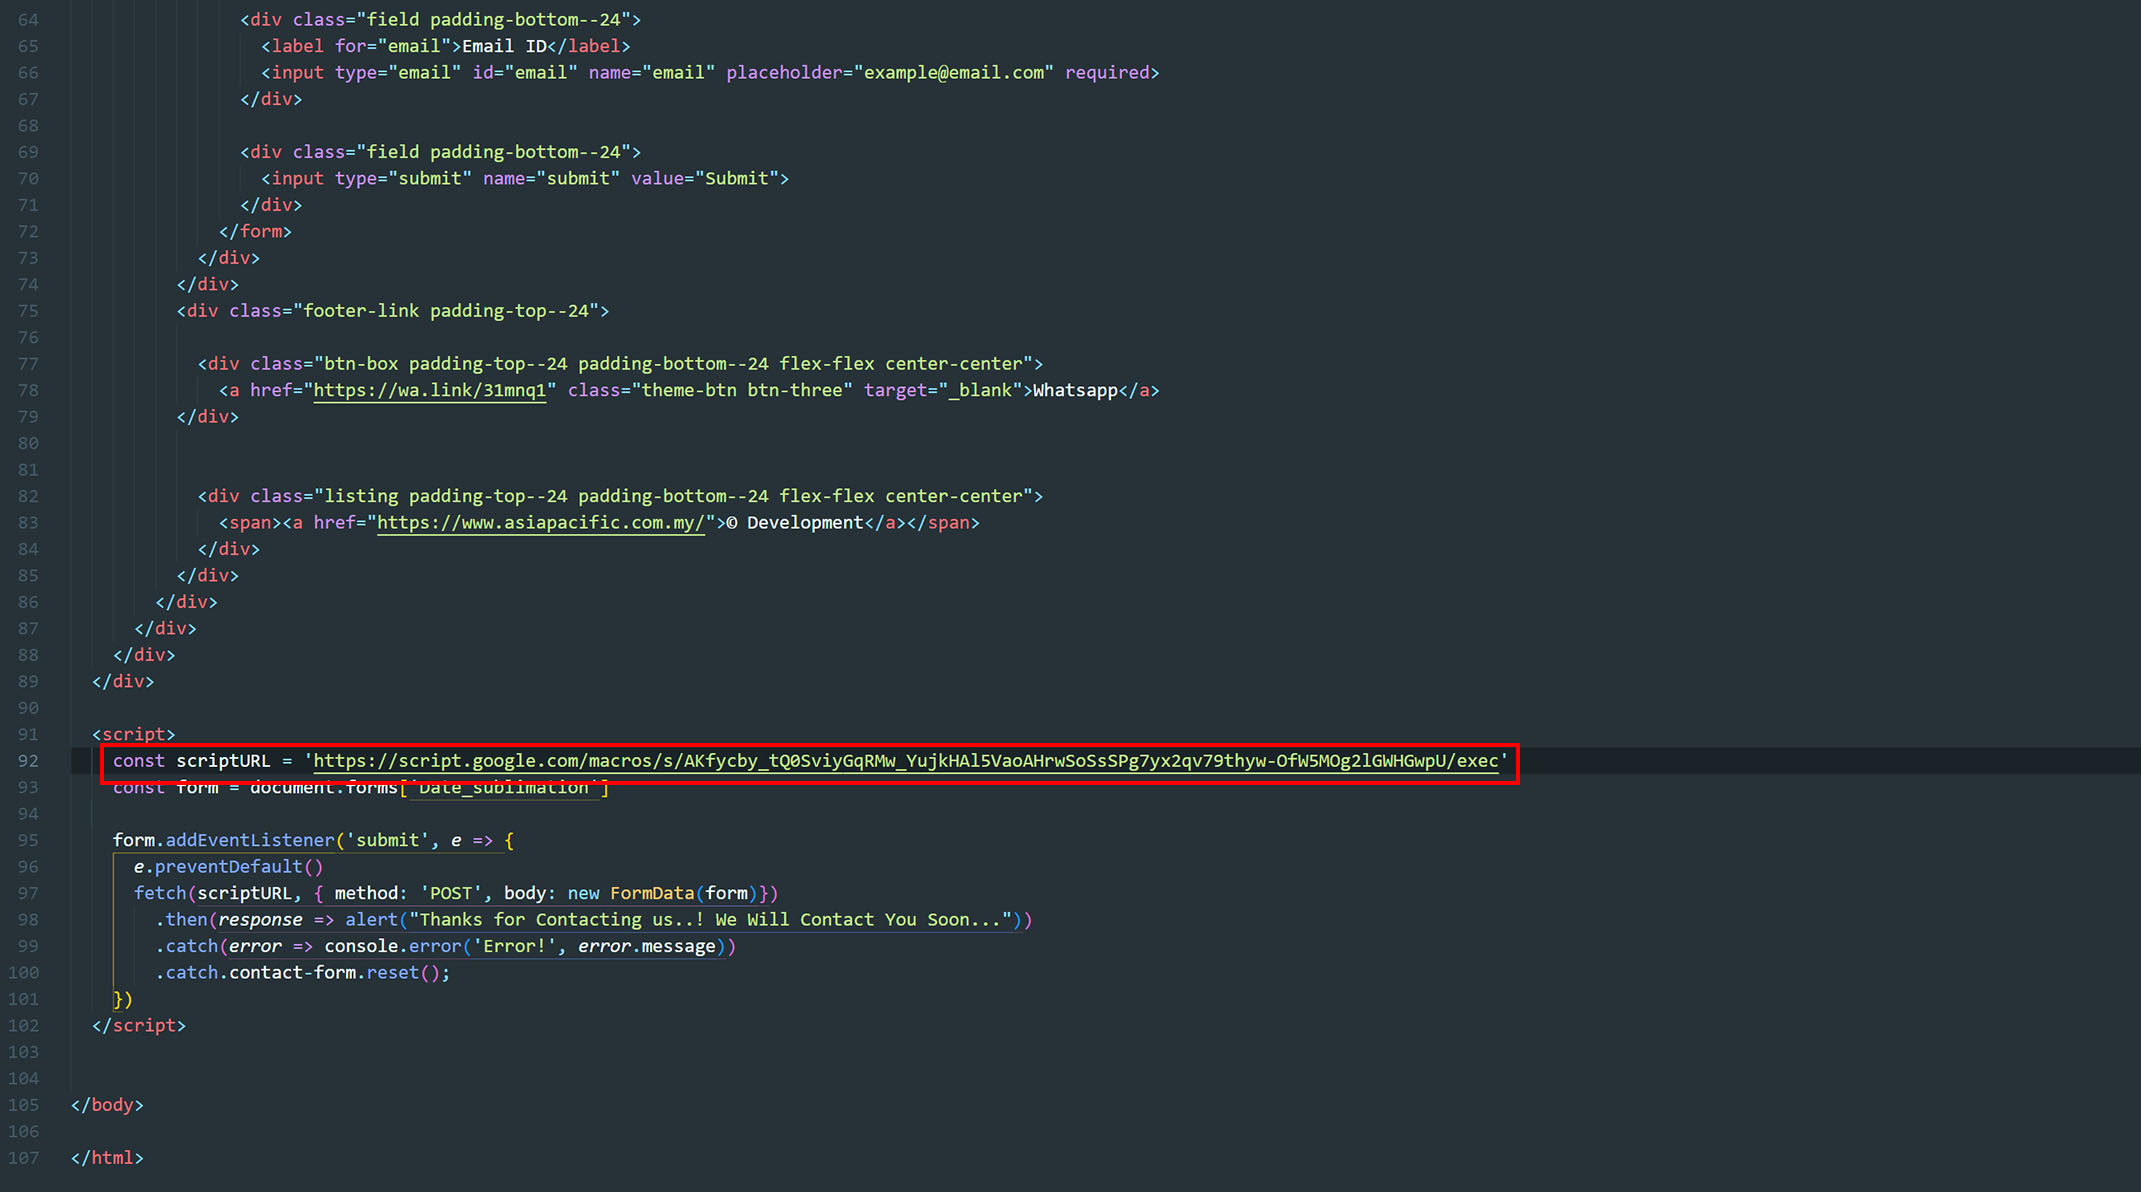 64 <div class="field padding-bottom--24">
65 <label for="email">Email ID</label>
66 <input type="email" id="email" name="email" placeholder="example@email.com" required>
67 </div>
68
69 <div class="field padding-bottom--24">
70 <input type="submit" name="submit" value="Submit">
71 </div>
72 </form>
73 </div>
74 </div>
75 <div class="footer-link padding-top--24">
76
77 <div class="btn-box padding-top--24 padding-bottom--24 flex-flex center-center">
78 <a href="https://wa.link/31mnq1" class="theme-btn btn-three" target="_blank">Whatsapp</a>
79 </div>
80
81
82 <div class="listing padding-top--24 padding-bottom--24 flex-flex center-center">
83 <span><a href="https://www.asiapacific.com.my/">© Development</a></span>
84 </div>
85 </div>
86 </div>
87 </div>
88 </div>
89 </div>
90
91 <script>
92 const scriptURL = 'https://script.google.com/macros/s/AKfycby_tQ0SviyGqRMw_YujkHAl5VaoAHrwSoSsSPg7yx2qv79thyw-OfW5MOg2lGWHGwpU/exec'
93 const form = document.forms['Date_sublimation']
94
95 form.addEventListener('submit', e => {
96 e.preventDefault()
97 fetch(scriptURL, { method: 'POST', body: new FormData(form)})
98 .then(response => alert("Thanks for Contacting us..! We Will Contact You Soon..."))
99 .catch(error => console.error('Error!', error.message))
100 .catch.contact-form.reset();
101 })
102 </script>
103
104
105 </body>
106
107 </html>